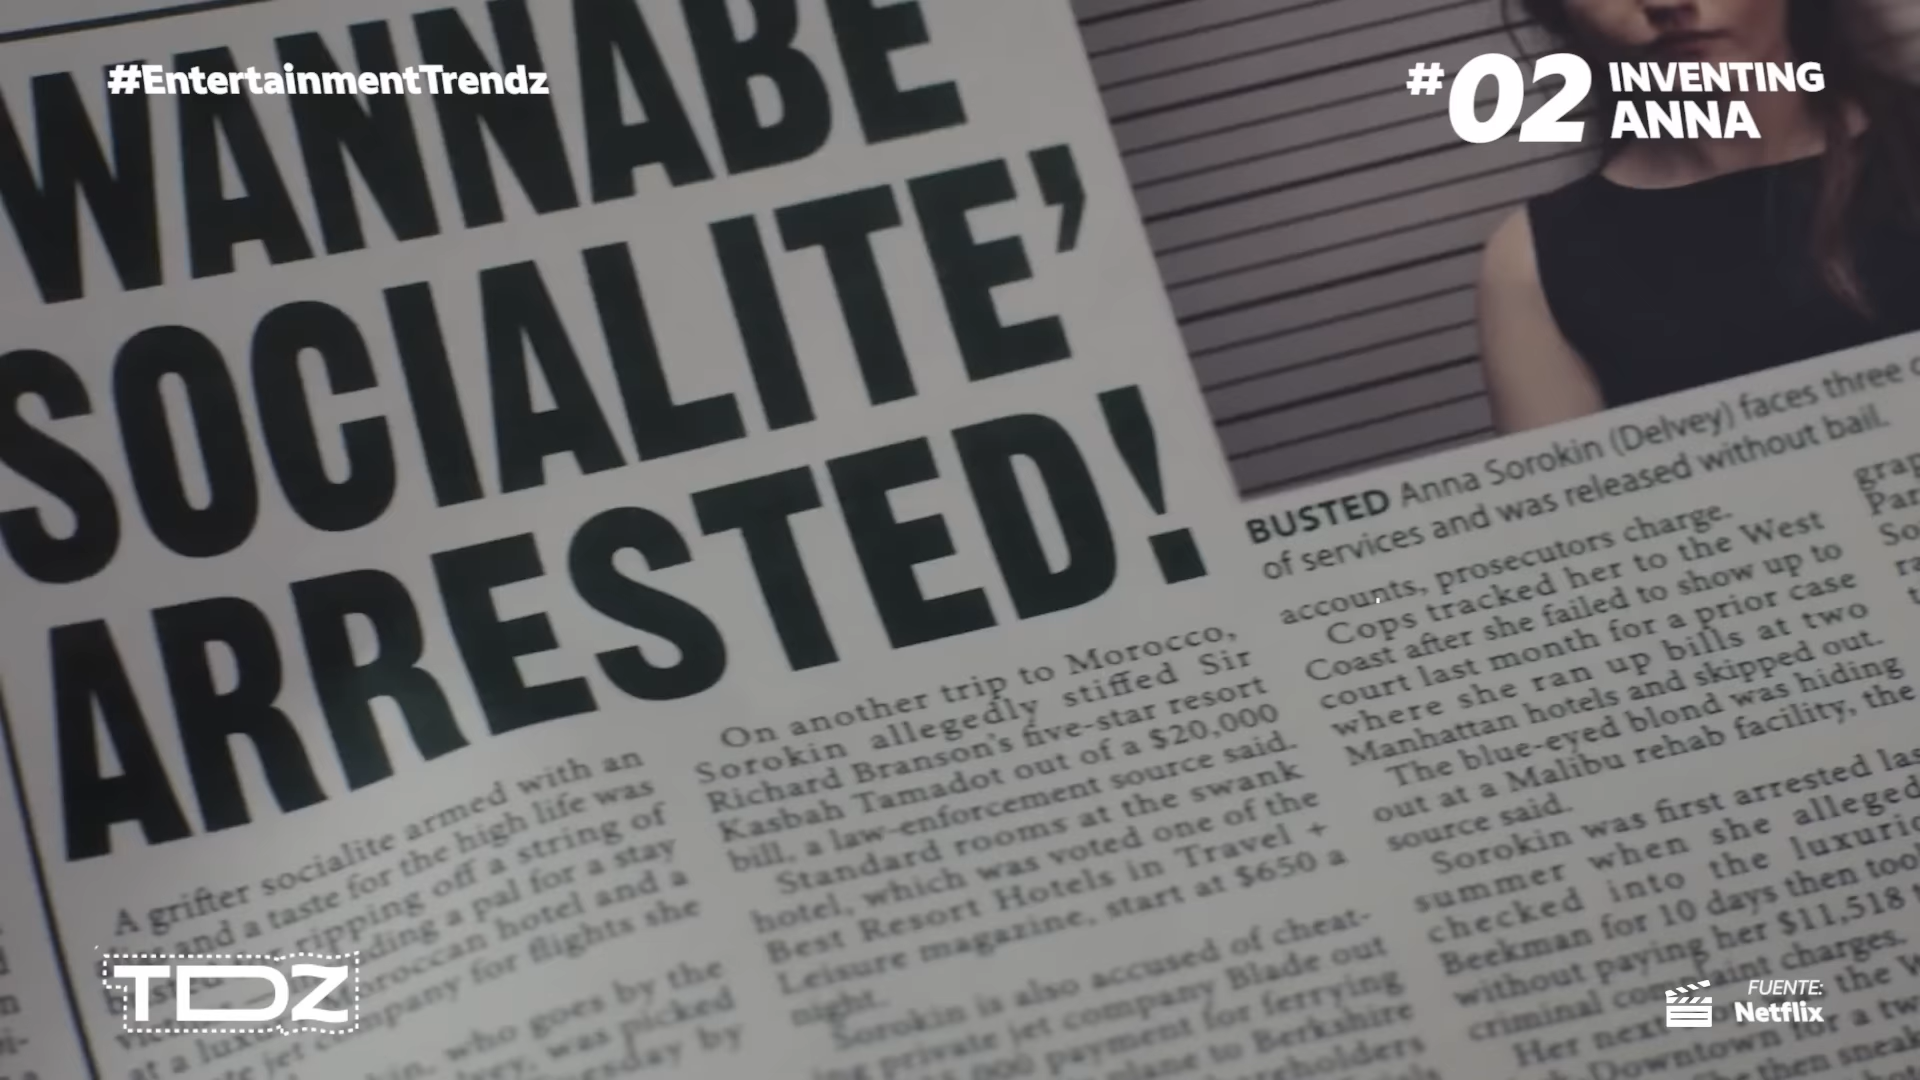 #EntertainmentTrendz
#02 INVENTING
ANNA
WANNABE
SOCIALITE’
ARRESTED!
BUSTED Anna Sorokin (Delvey) faces three
of services and was released without bail.
A grifter socialite armed with an
and a taste for the high life was
ripping off a string of
a pal for a stay
hotel and a
company for flights she
who goes by the
was picked
by
at a
jet
On another trip to Morocco,
Sorokin allegedly stiffed Sir
Richard Branson’s five-star resort
Kasbah Tamadot out of a $20,000
bill, a law-enforcement source said.
Standard rooms at the swank
hotel, which was voted one of the
Best Resort Hotels in Travel +
Leisure magazine, start at $650 a
night.
Sorokin is also accused of cheat-
ing private jet company Blade out
payment for ferrying
plane to Berkshire
accounts, prosecutors charge.
Cops tracked her to the West
Coast after she failed to show up to
court last month for a prior case
where she ran up bills at two
Manhattan hotels and skipped out.
The blue-eyed blond was hiding
out at a Malibu rehab facility, the
source said.
Sorokin was first arrested
summer when she
checked into the
Beekman for 10 days then
without paying her $11,518
criminal complaint charges.
Her
Downtown for a
then
TDZ
FUENTE:
Netflix